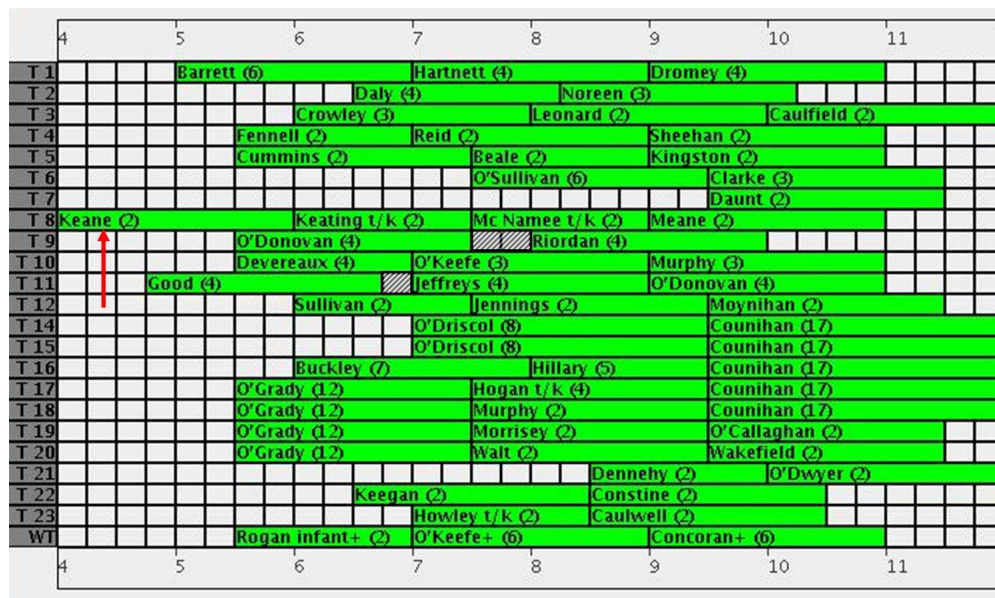 4 5 6 7 8 9 10 11
T 1 Barrett (6) Hartnett (4) Dromey (4)
T 2 Daly (4) Noreen (3)
T 3 Crowley (3) Leonard (2) Caulfield (2)
T 4 Fennell (2) Reid (2) Sheehan (2)
T 5 Cummins (2) Beale (2) Kingston (2)
T 6 O'Sullivan (6) Clarke (3)
T 7 Daunt (2)
T 8 Keane (2) Keating t/k (2) Mc Namee t/k (2) Meane (2)
T 9 O'Donovan (4) Riordan (4)
T 10 Devereaux (4) O'Keefe (3) Murphy (3)
T 11 Good (4) Jeffreys (4) O'Donovan (4)
T 12 Sullivan (2) Jennings (2) Moynihan (2)
T 14 O'Driscol (8) Counihan (17)
T 15 O'Driscol (8) Counihan (17)
T 16 Buckley (7) Hillary (5) Counihan (17)
T 17 O'Grady (12) Hogan t/k (4) Counihan (17)
T 18 O'Grady (12) Murphy (2) Counihan (17)
T 19 O'Grady (12) Morrisey (2) O'Callaghan (2)
T 20 O'Grady (12) Walt (2) Wakefield (2)
T 21 Dennehy (2) O'Dwyer (2)
T 22 Keegan (2) Constine (2)
T 23 Howley t/k (2) Caulwell (2)
WT Rogan infant+ (2) O'Keefe+ (6) Concoran+ (6)
4 5 6 7 8 9 10 11